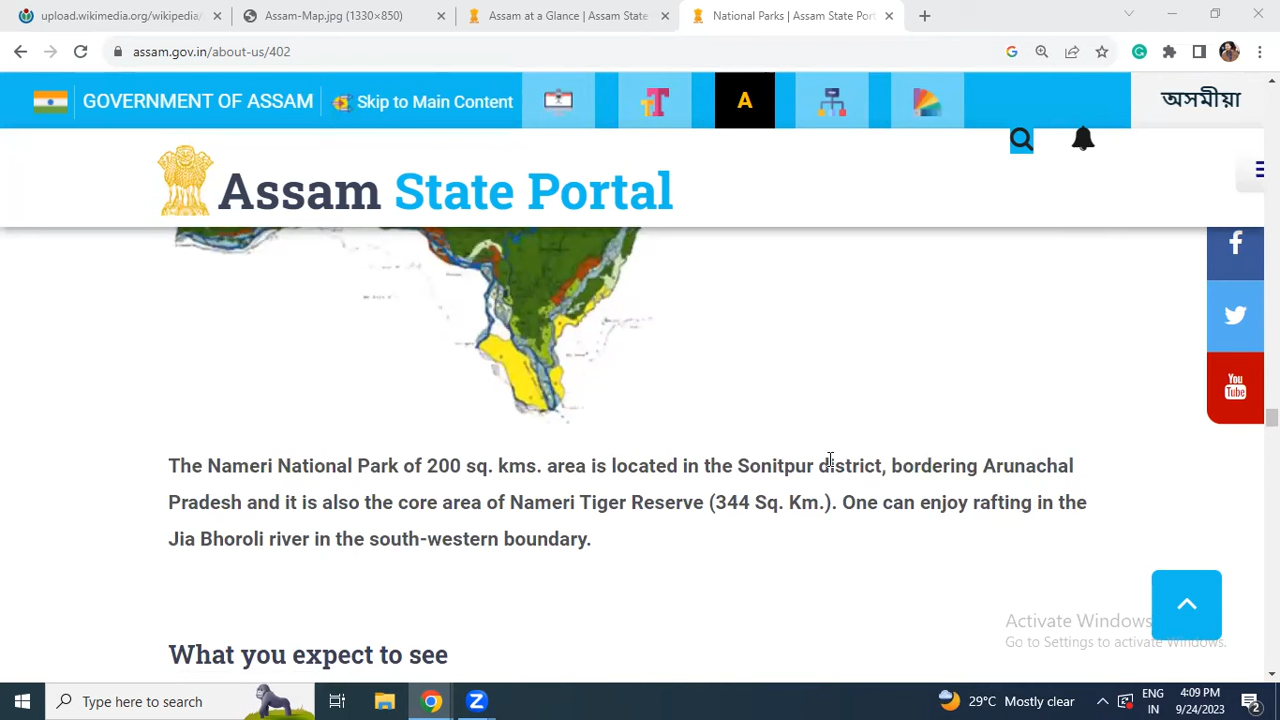 upload.wikimedia.org/wikipedia/
Assam-Map.jpg (1330×850)
Assam at a Glance | Assam State
National Parks | Assam State Por
assam.gov.in/about-us/402
GOVERNMENT OF ASSAM
Skip to Main Content
A
অসমীয়া
Assam State Portal
The Nameri National Park of 200 sq. kms. area is located in the Sonitpur district, bordering Arunachal
Pradesh and it is also the core area of Nameri Tiger Reserve (344 Sq. Km.). One can enjoy rafting in the
Jia Bhoroli river in the south-western boundary.
You
Tube
Activate Windows
Go to Settings to activate Windows.
What you expect to see
Type here to search
29°C Mostly clear
ENG
IN
4:09 PM
9/24/2023
2